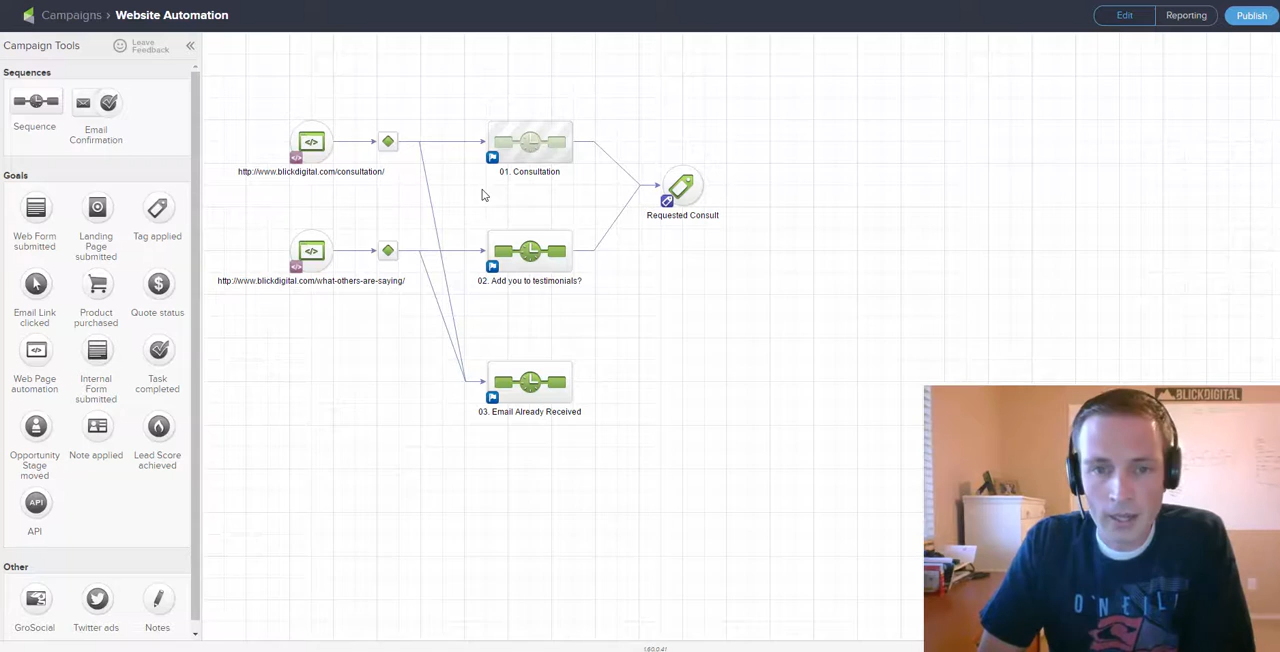 Campaigns › Website Automation
Edit
Reporting
Publish
Campaign Tools
Leave
Feedback
Sequences
Sequence
Email
Confirmation
Goals
Web Form
submitted
Landing
Page
submitted
Tag applied
Email Link
clicked
Product
purchased
Quote status
Web Page
automation
Internal
Form
submitted
Task
completed
Opportunity
Stage
moved
Note applied
Lead Score
achieved
API
API
Other
GroSocial
Twitter ads
Notes
http://www.blickdigital.com/consultation/
01. Consultation
Requested Consult
http://www.blickdigital.com/what-others-are-saying/
02. Add you to testimonials?
03. Email Already Received
1.60.0.41
BLICKDIGITAL
O'NEILL